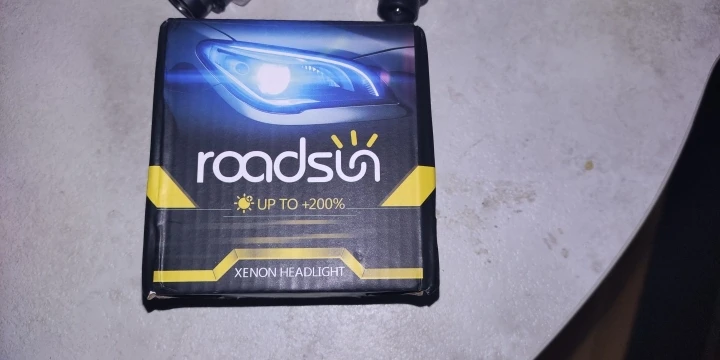 roadsun
UP TO +200%
XENON HEADLIGHT